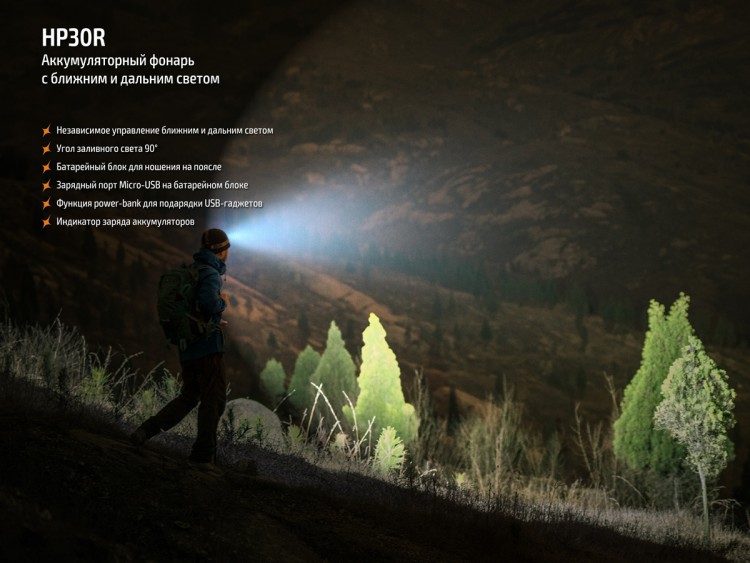 HP30R
Аккумуляторный фонарь
с ближним и дальним светом
Независимое управление ближним и дальним светом
Угол заливного света 90°
Батарейный блок для ношения на поясле
Зарядный порт Micro-USB на батарейном блоке
Функция power-bank для подарядки USB-гаджетов
Индикатор заряда аккумуляторов